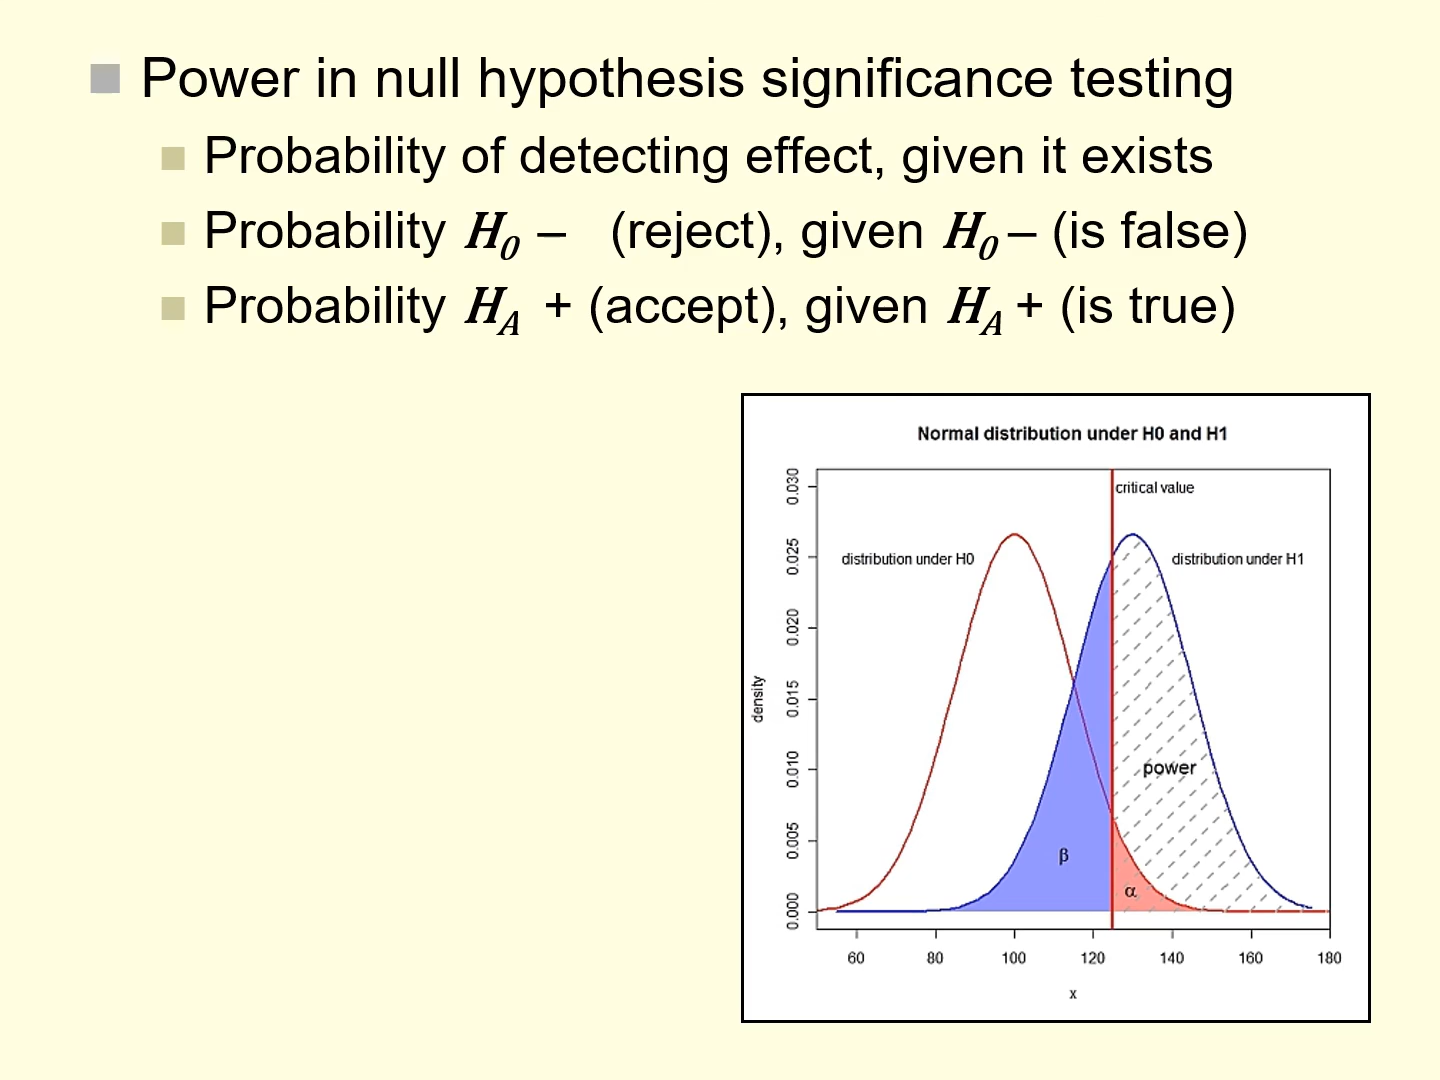 Power in null hypothesis significance testing
Probability of detecting effect, given it exists
Probability H0 – (reject), given H0 – (is false)
Probability HA + (accept), given HA + (is true)
Normal distribution under H0 and H1
critical value
distribution under H0
distribution under H1
power
β
α
density
0.000 0.005 0.010 0.015 0.020 0.025 0.030
60 80 100 120 140 160 180
x